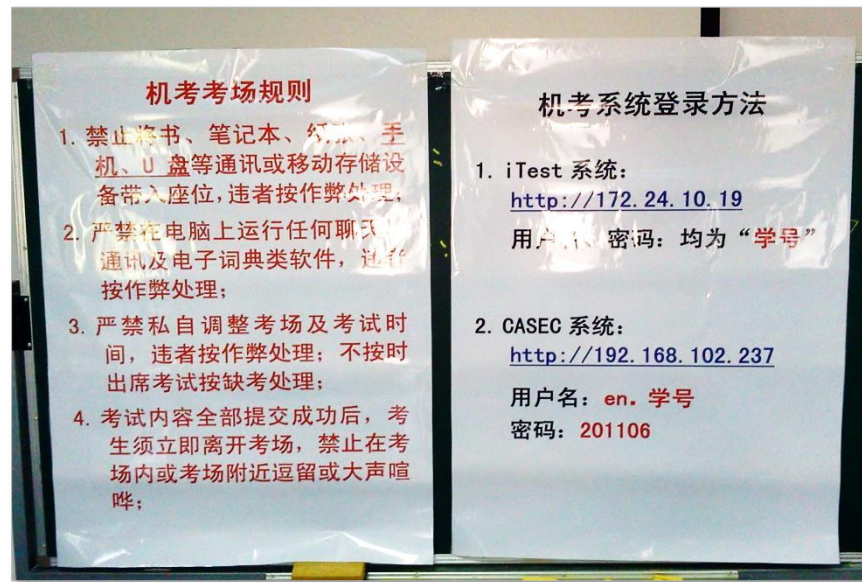 机考考场规则
1. 禁止将书、笔记本、纸张、手
机、U 盘等通讯或移动存储设
备带入座位,违者按作弊处理;
2. 严禁在电脑上运行任何聊天、
通讯及电子词典类软件,违者
按作弊处理;
3. 严禁私自调整考场及考试时
间,违者按作弊处理;不按时
出席考试按缺考处理;
4. 考试内容全部提交成功后,考
生须立即离开考场,禁止在考
场内或考场附近逗留或大声喧
哗;
机考系统登录方法
1. iTest 系统:
http://172.24.10.19
用户名、密码:均为“学号”
2. CASEC 系统:
http://192.168.102.237
用户名:en.学号
密码:201106